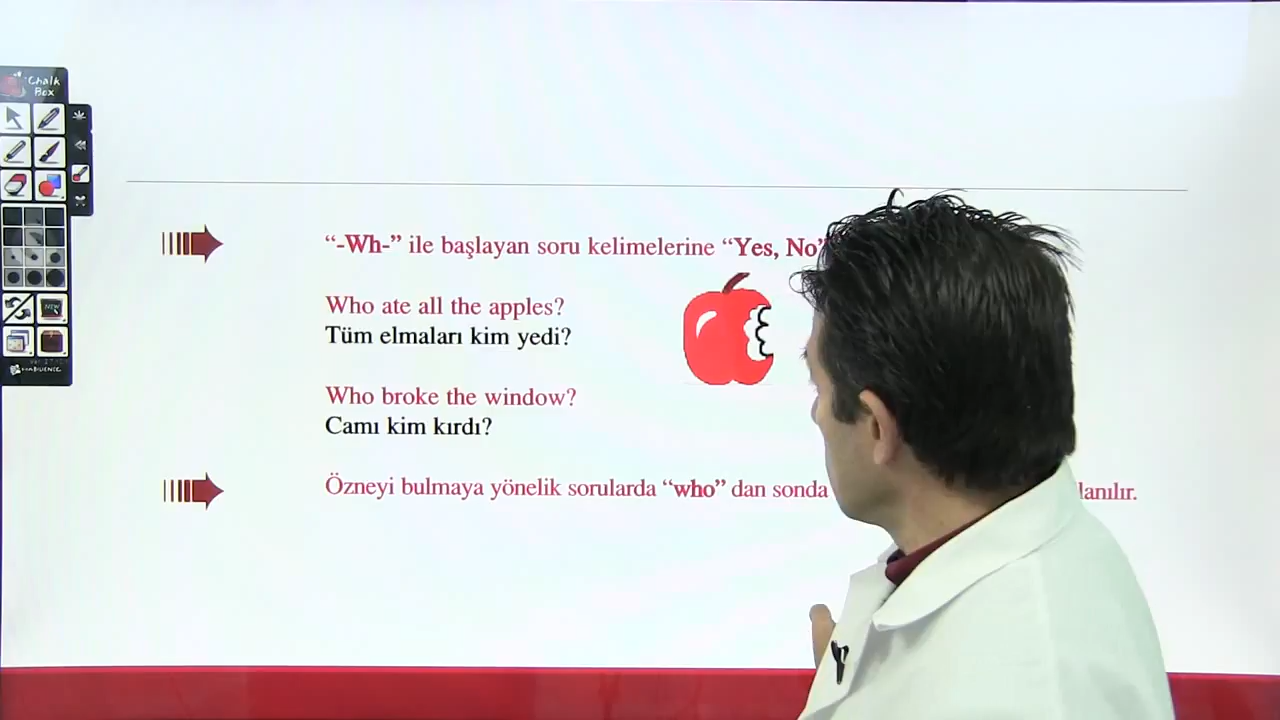 Chalk
Box
“-Wh-” ile başlayan soru kelimelerine “Yes, No”
Who ate all the apples?
Tüm elmaları kim yedi?
Who broke the window?
Camı kim kırdı?
Özneyi bulmaya yönelik sorularda “who” dan sonda lanılır.